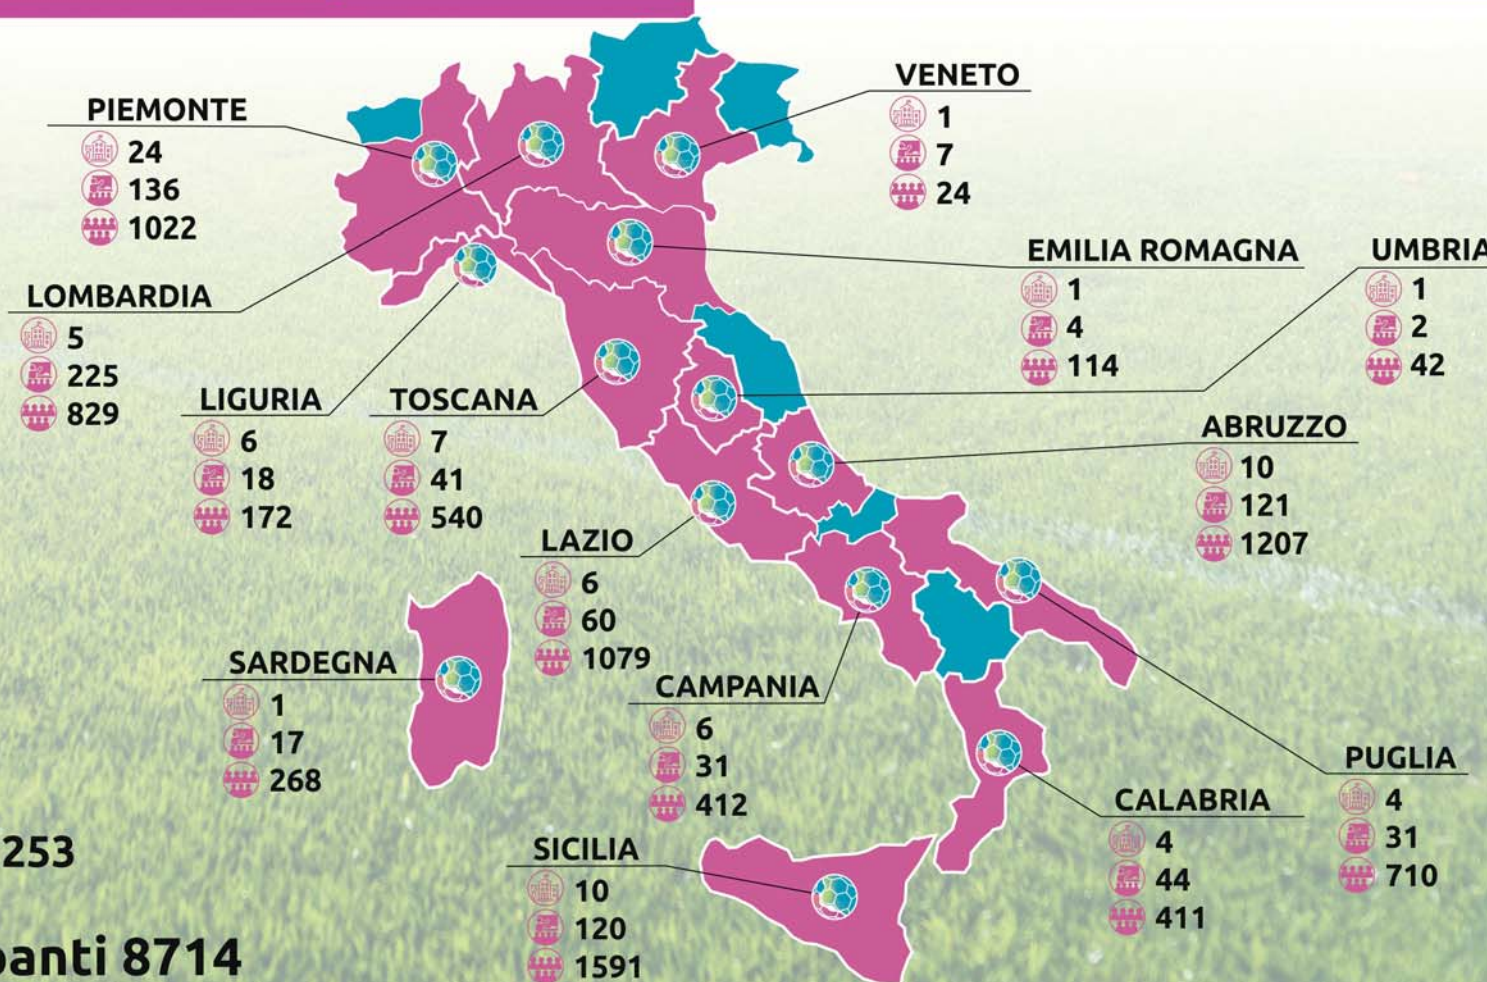 PIEMONTE
24
136
1022
VENETO
1
7
24
LOMBARDIA
5
225
829
EMILIA ROMAGNA
1
4
114
UMBRIA
1
2
42
LIGURIA
6
18
172
TOSCANA
7
41
540
ABRUZZO
10
121
1207
LAZIO
6
60
1079
SARDEGNA
1
17
268
CAMPANIA
6
31
412
PUGLIA
4
31
710
CALABRIA
4
44
411
SICILIA
10
120
1591
253
panti 8714